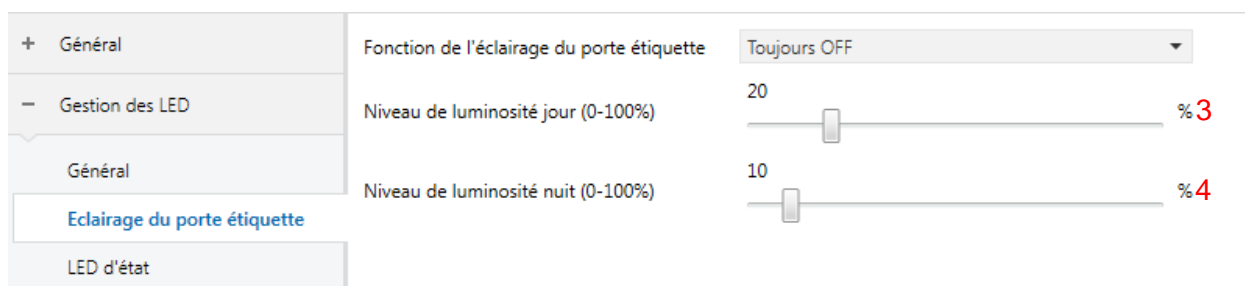 + Général
− Gestion des LED
Général
Eclairage du porte étiquette
LED d'état
Fonction de l'éclairage du porte étiquette Toujours OFF
Niveau de luminosité jour (0-100%) 20 % 3
Niveau de luminosité nuit (0-100%) 10 % 4